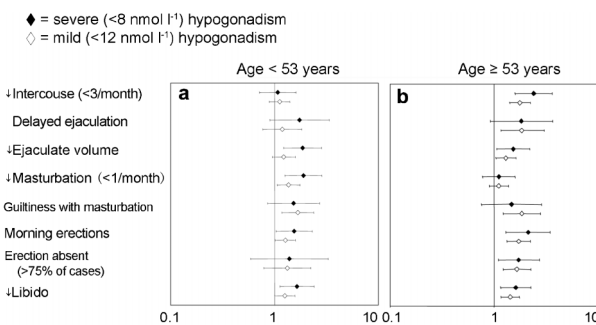 = severe (<8 nmol l-1) hypogonadism
= mild (<12 nmol l-1) hypogonadism
Age < 53 years
Age ≥ 53 years
a
b
↓Intercouse (<3/month)
Delayed ejaculation
↓Ejaculate volume
↓Masturbation (<1/month)
Guiltiness with masturbation
Morning erections
Erection absent
(>75% of cases)
↓Libido
0.1 1 10
0.1 1 10